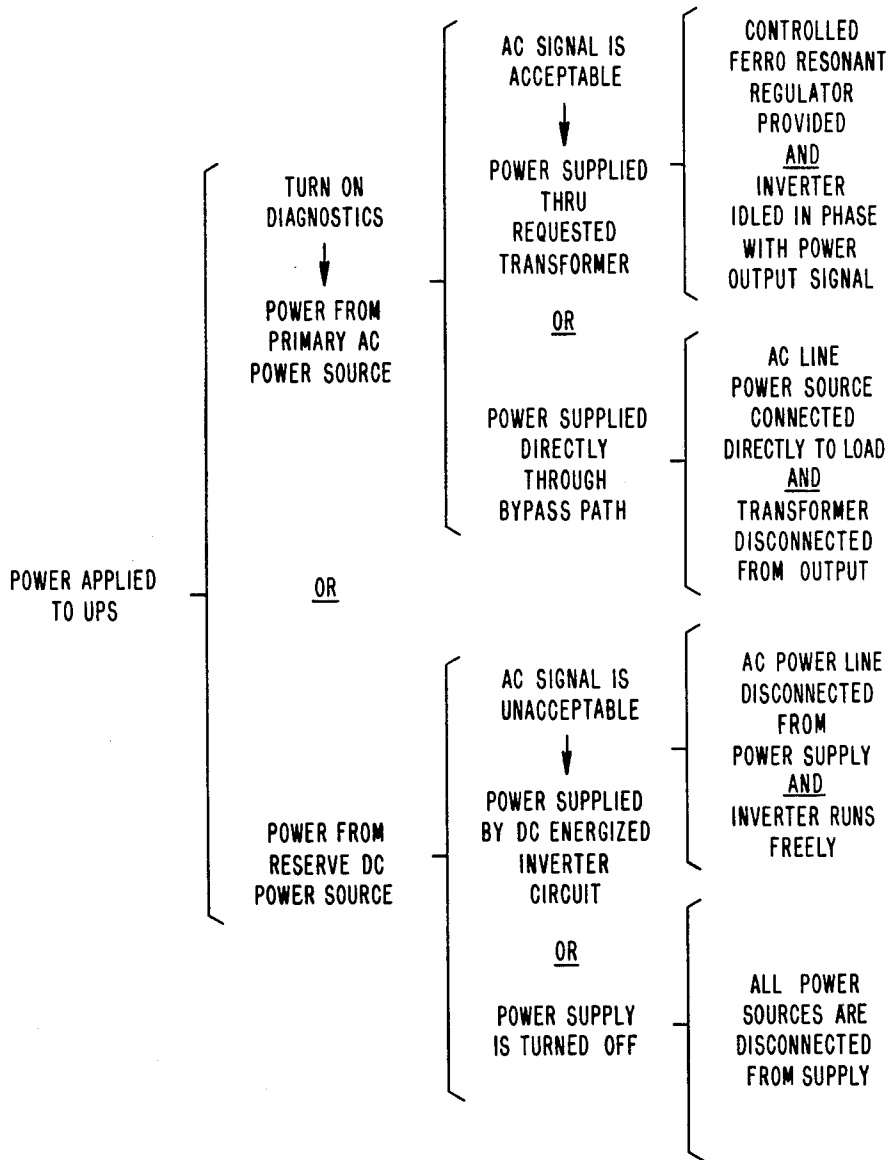 POWER APPLIED
TO UPS
TURN ON
DIAGNOSTICS
POWER FROM
PRIMARY AC
POWER SOURCE
OR
POWER FROM
RESERVE DC
POWER SOURCE
AC SIGNAL IS
ACCEPTABLE
POWER SUPPLIED
THRU
REQUESTED
TRANSFORMER
OR
POWER SUPPLIED
DIRECTLY
THROUGH
BYPASS PATH
AC SIGNAL IS
UNACCEPTABLE
POWER SUPPLIED
BY DC ENERGIZED
INVERTER
CIRCUIT
OR
POWER SUPPLY
IS TURNED OFF
CONTROLLED
FERRO RESONANT
REGULATOR
PROVIDED
AND
INVERTER
IDLED IN PHASE
WITH POWER
OUTPUT SIGNAL
AC LINE
POWER SOURCE
CONNECTED
DIRECTLY TO LOAD
AND
TRANSFORMER
DISCONNECTED
FROM OUTPUT
AC POWER LINE
DISCONNECTED
FROM
POWER SUPPLY
AND
INVERTER RUNS
FREELY
ALL POWER
SOURCES ARE
DISCONNECTED
FROM SUPPLY